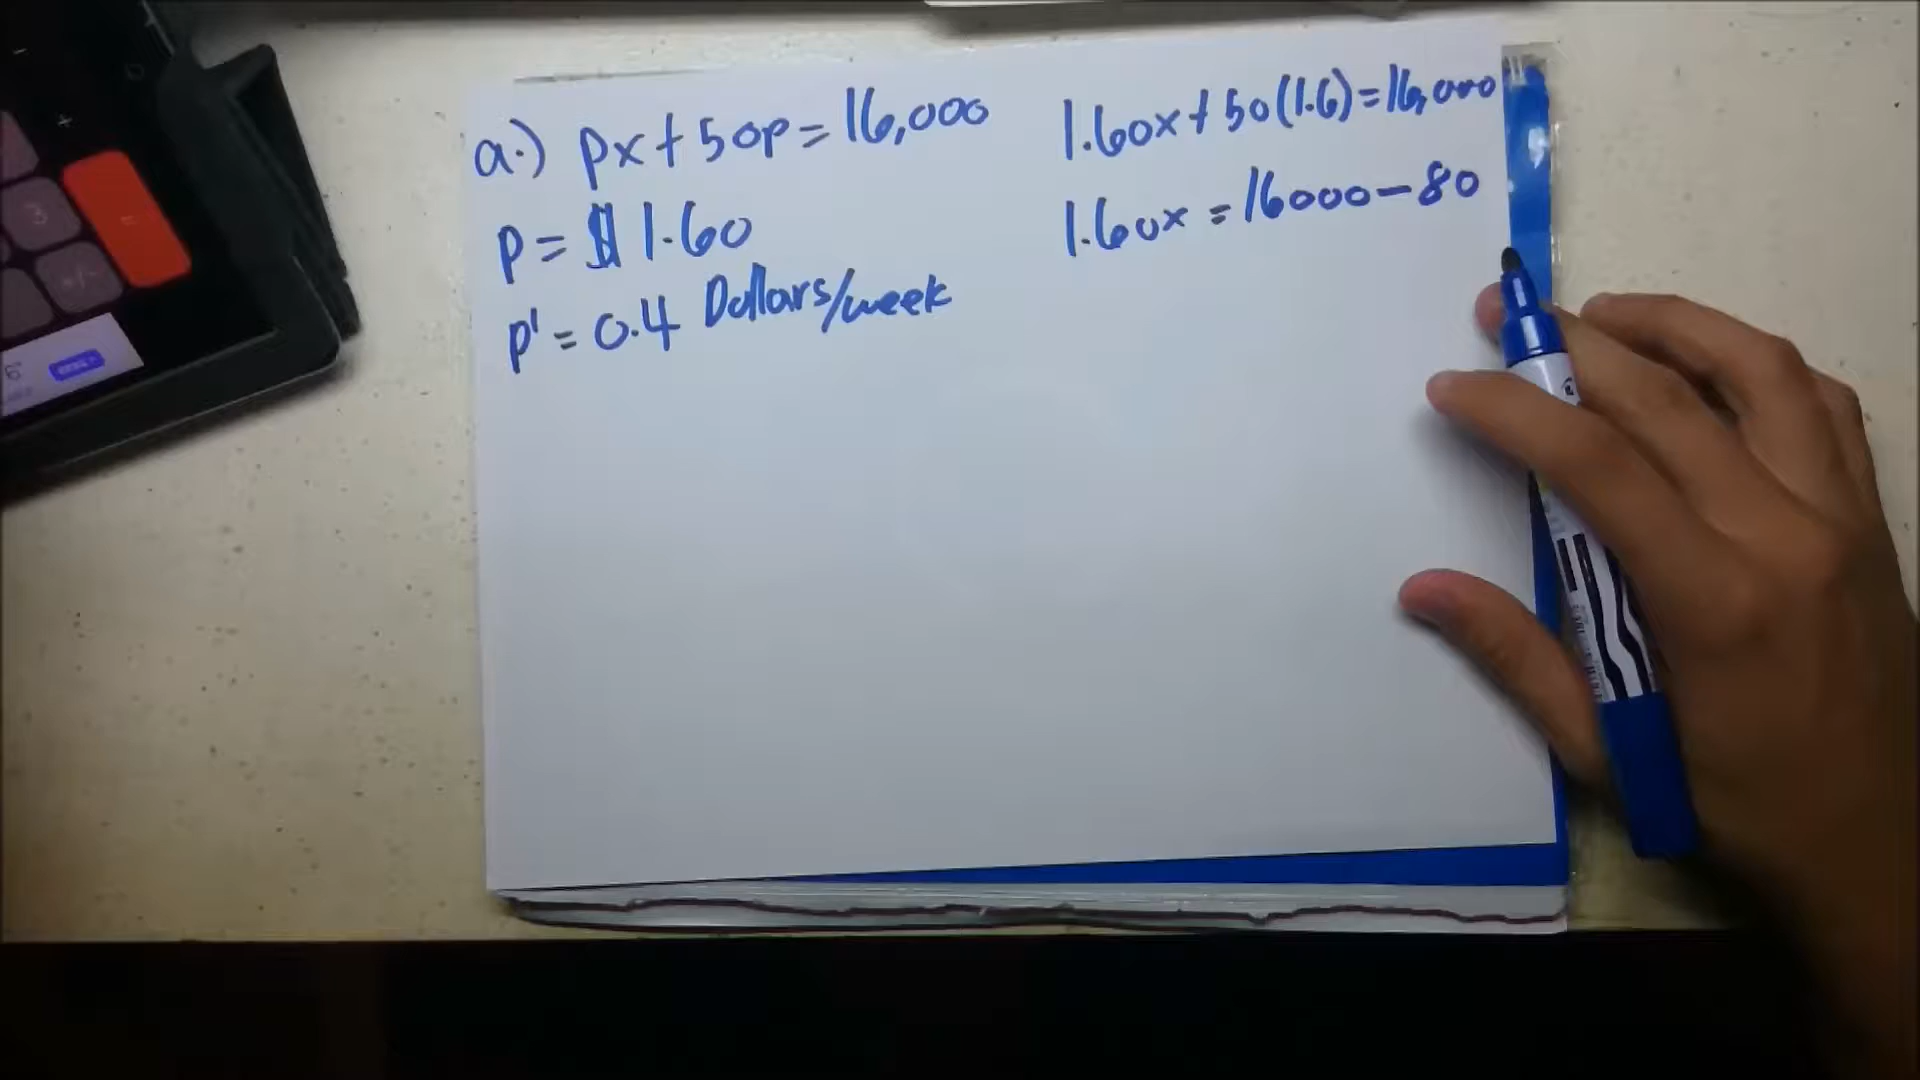 a.) px + 50p = 16,000
p = $1.60
p' = 0.4 Dollars/week
1.60x + 50(1.6) = 16,000
1.60x = 16000 - 80
3
+
=
+/-